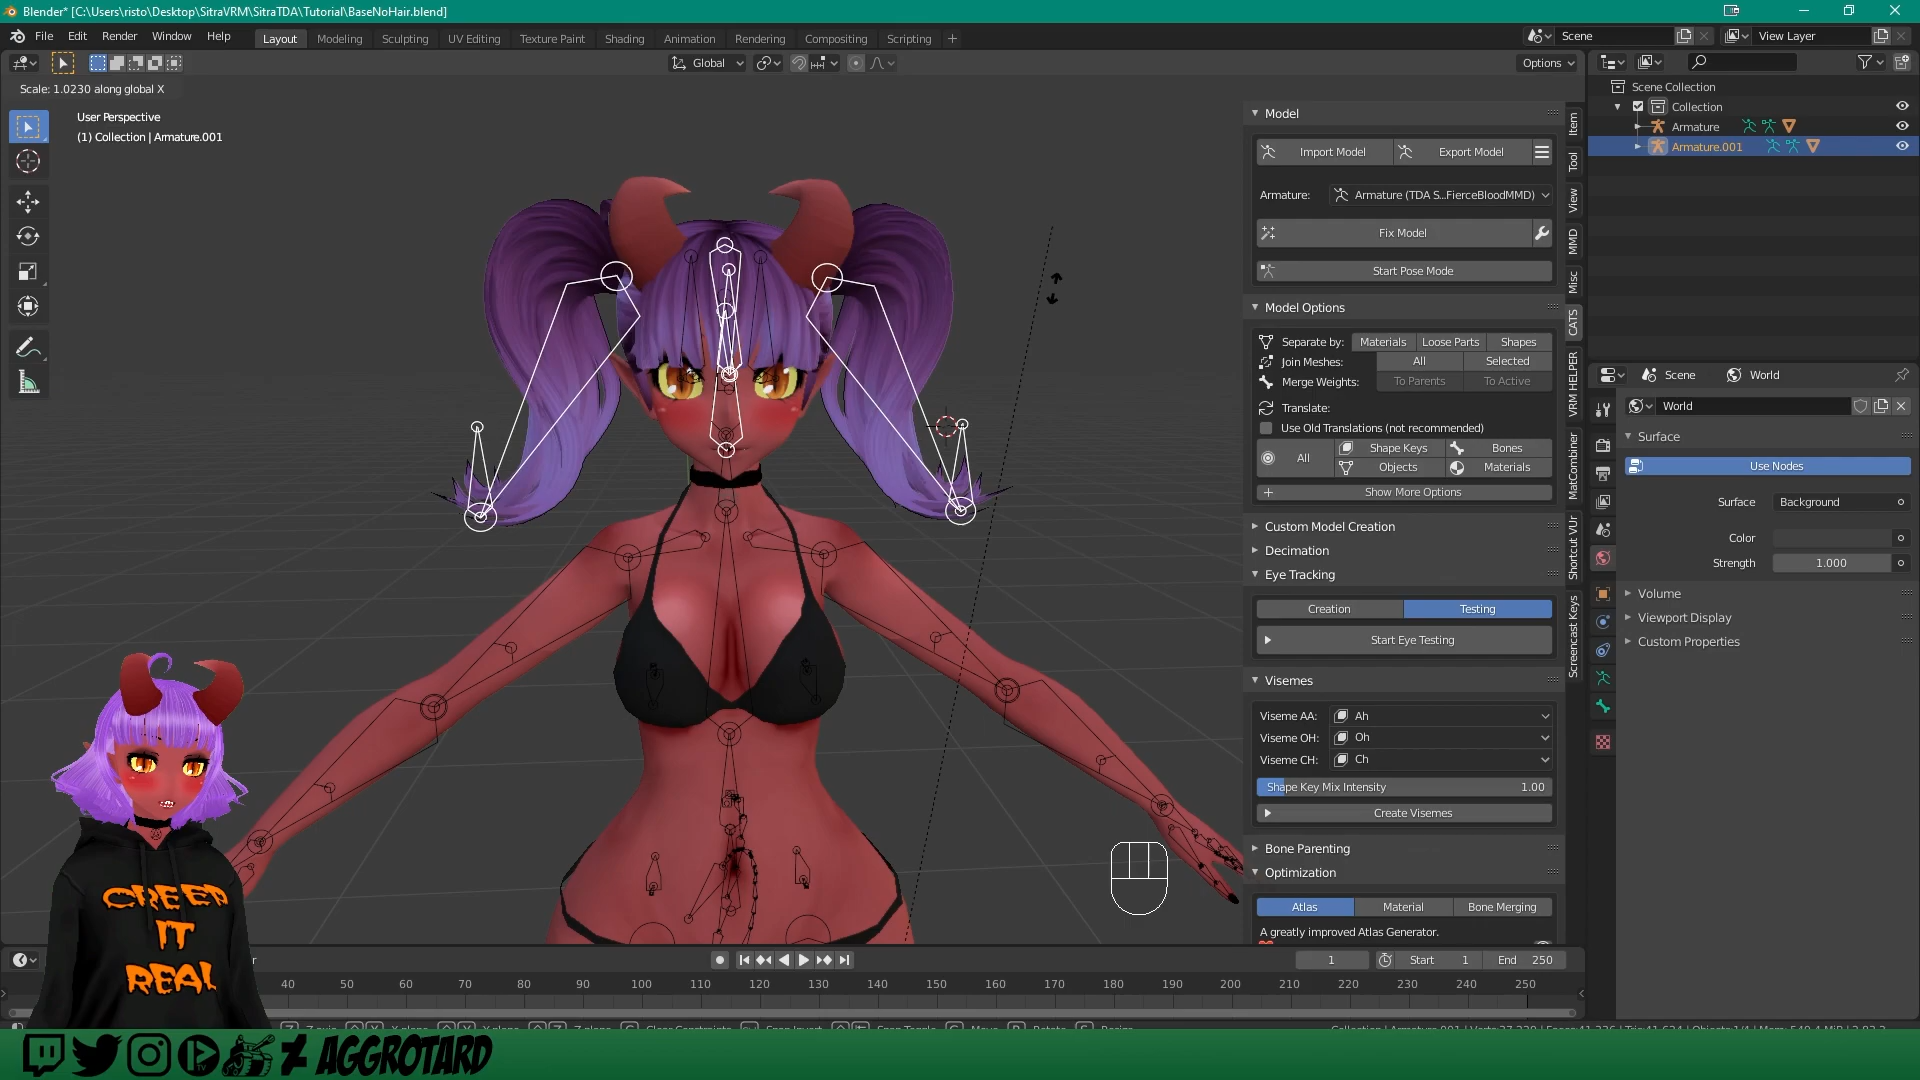 Blender* [C:\Users\risto\Desktop\SitraVRM\SitraTDA\Tutorial\BaseNoHair.blend]
File Edit Render Window Help Layout Modeling Sculpting UV Editing Texture Paint Shading Animation Rendering Compositing Scripting + Scene View Layer
Global Options
Scale: 1.0230 along global X
User Perspective
(1) Collection | Armature.001
Model
Import Model Export Model
Armature: Armature (TDA S...FierceBloodMMD)
Fix Model
Start Pose Mode
Model Options
Separate by: Materials Loose Parts Shapes
Join Meshes: All Selected
Merge Weights: To Parents To Active
Translate:
Use Old Translations (not recommended)
All Shape Keys Bones
Objects Materials
Show More Options
Custom Model Creation
Decimation
Eye Tracking
Creation Testing
Start Eye Testing
Visemes
Viseme AA: Ah
Viseme OH: Oh
Viseme CH: Ch
Shape Key Mix Intensity 1.00
Create Visemes
Bone Parenting
Optimization
Atlas Material Bone Merging
A greatly improved Atlas Generator.
Item
Tool
View
MMD
Misc
CATS
VRM HELPER
MatCombiner
Shortcut VUr
Screencast Keys
Scene Collection
Collection
Armature
Armature.001
Scene World
World
Surface
Use Nodes
Surface Background
Color
Strength 1.000
Volume
Viewport Display
Custom Properties
CREEP
IT
REAL
1 Start 1 End 250
40 50 60 70 80 90 100 110 120 130 140 150 160 170 180 190 200 210 220 230 240 250
AGGROTARD